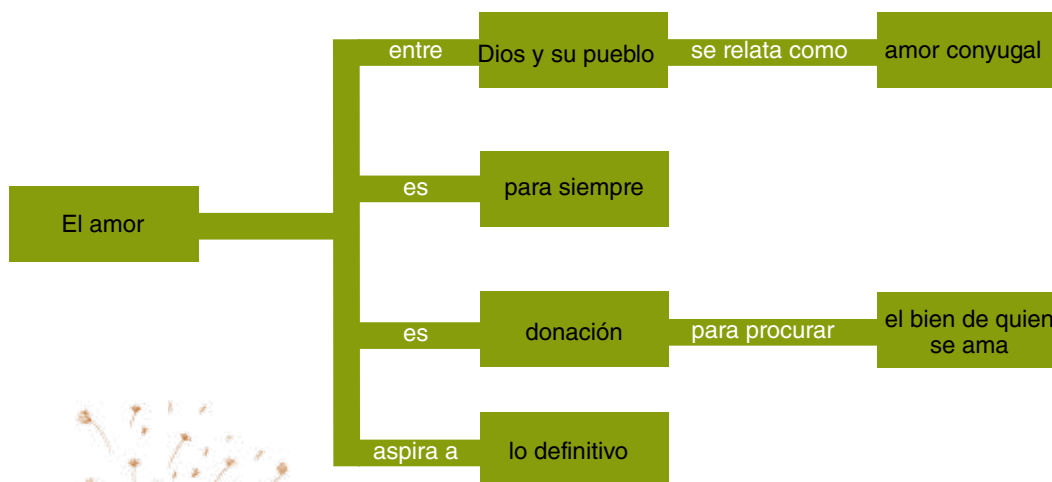 El amor
entre
Dios y su pueblo
se relata como
amor conyugal
es
para siempre
es
donación
para procurar
el bien de quien
se ama
aspira a
lo definitivo